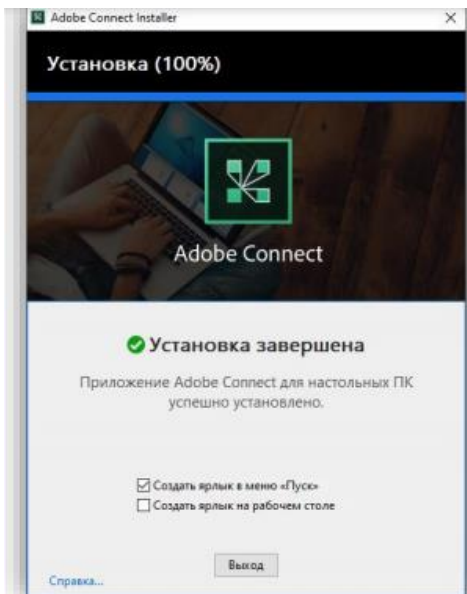 Adobe Connect Installer
Установка (100%)
Adobe Connect
Установка завершена
Приложение Adobe Connect для настольных ПК
успешно установлено.
Создать ярлык в меню «Пуск»
Создать ярлык на рабочем столе
Выход
Справка...